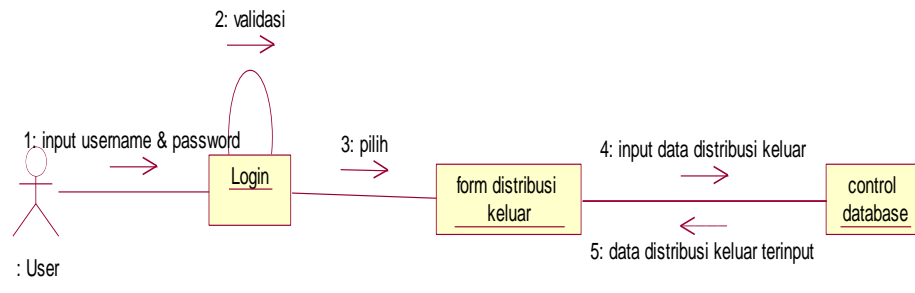 2: validasi
1: input username & password
3: pilih
4: input data distribusi keluar
Login
form distribusi
keluar
control
database
5: data distribusi keluar terinput
: User